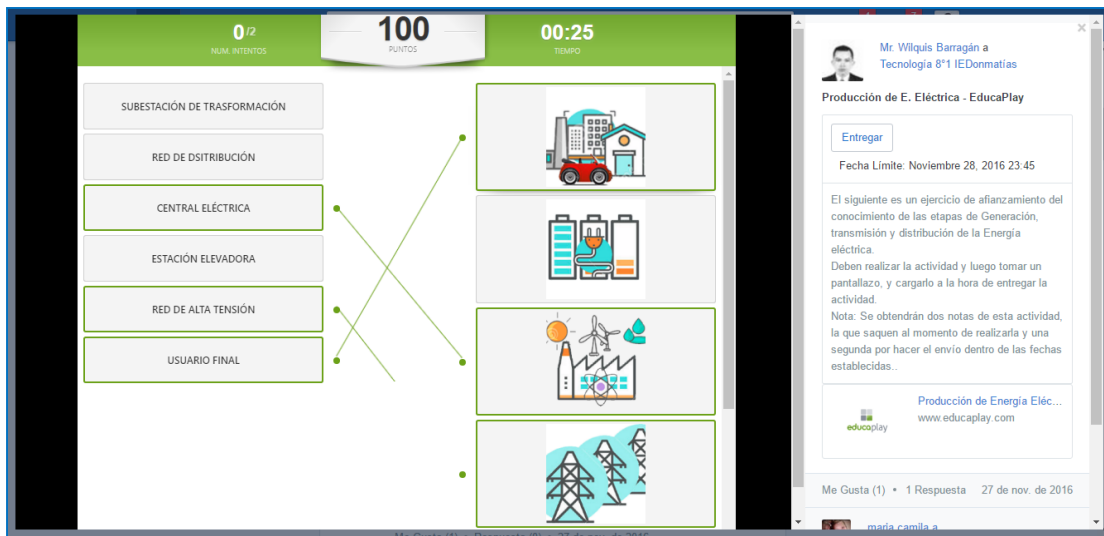 0/2
NUM. INTENTOS
100
PUNTOS
00:25
TIEMPO
SUBESTACIÓN DE TRASFORMACIÓN
RED DE DSITRIBUCIÓN
CENTRAL ELÉCTRICA
ESTACIÓN ELEVADORA
RED DE ALTA TENSIÓN
USUARIO FINAL
Mr. Wilquis Barragán a
Tecnología 8°1 IEDonmatías
Producción de E. Eléctrica - EducaPlay
Entregar
Fecha Límite: Noviembre 28, 2016 23:45
El siguiente es un ejercicio de afianzamiento del
conocimiento de las etapas de Generación,
transmisión y distribución de la Energía
eléctrica.
Deben realizar la actividad y luego tomar un
pantallazo, y cargarlo a la hora de entregar la
actividad.
Nota: Se obtendrán dos notas de esta actividad,
la que saquen al momento de realizarla y una
segunda por hacer el envío dentro de las fechas
establecidas..
educaplay
Producción de Energía Eléc...
www.educaplay.com
Me Gusta (1) • 1 Respuesta 27 de nov. de 2016
maria camila a